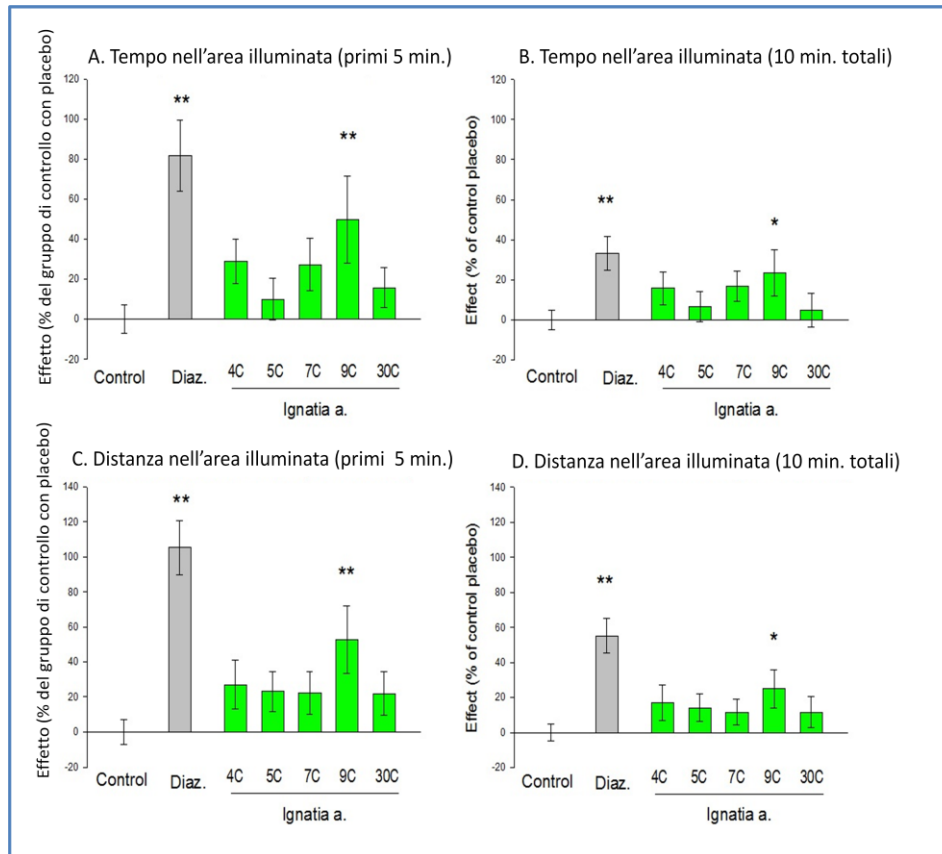 A. Tempo nell'area illuminata (primi 5 min.)
Effetto (% del gruppo di controllo con placebo)
120
100
80
60
40
20
0
-20
**
**
Control
Diaz.
4C
5C
7C
9C
30C
Ignatia a.
B. Tempo nell'area illuminata (10 min. totali)
Effect (% of control placebo)
120
100
80
60
40
20
0
-20
**
*
Control
Diaz.
4C
5C
7C
9C
30C
Ignatia a.
C. Distanza nell'area illuminata (primi 5 min.)
Effetto (% del gruppo di controllo con placebo)
140
120
100
80
60
40
20
0
-20
**
**
Control
Diaz.
4C
5C
7C
9C
30C
Ignatia a.
D. Distanza nell'area illuminata (10 min. totali)
Effect (% of control placebo)
140
120
100
80
60
40
20
0
-20
**
*
Control
Diaz.
4C
5C
7C
9C
30C
Ignatia a.